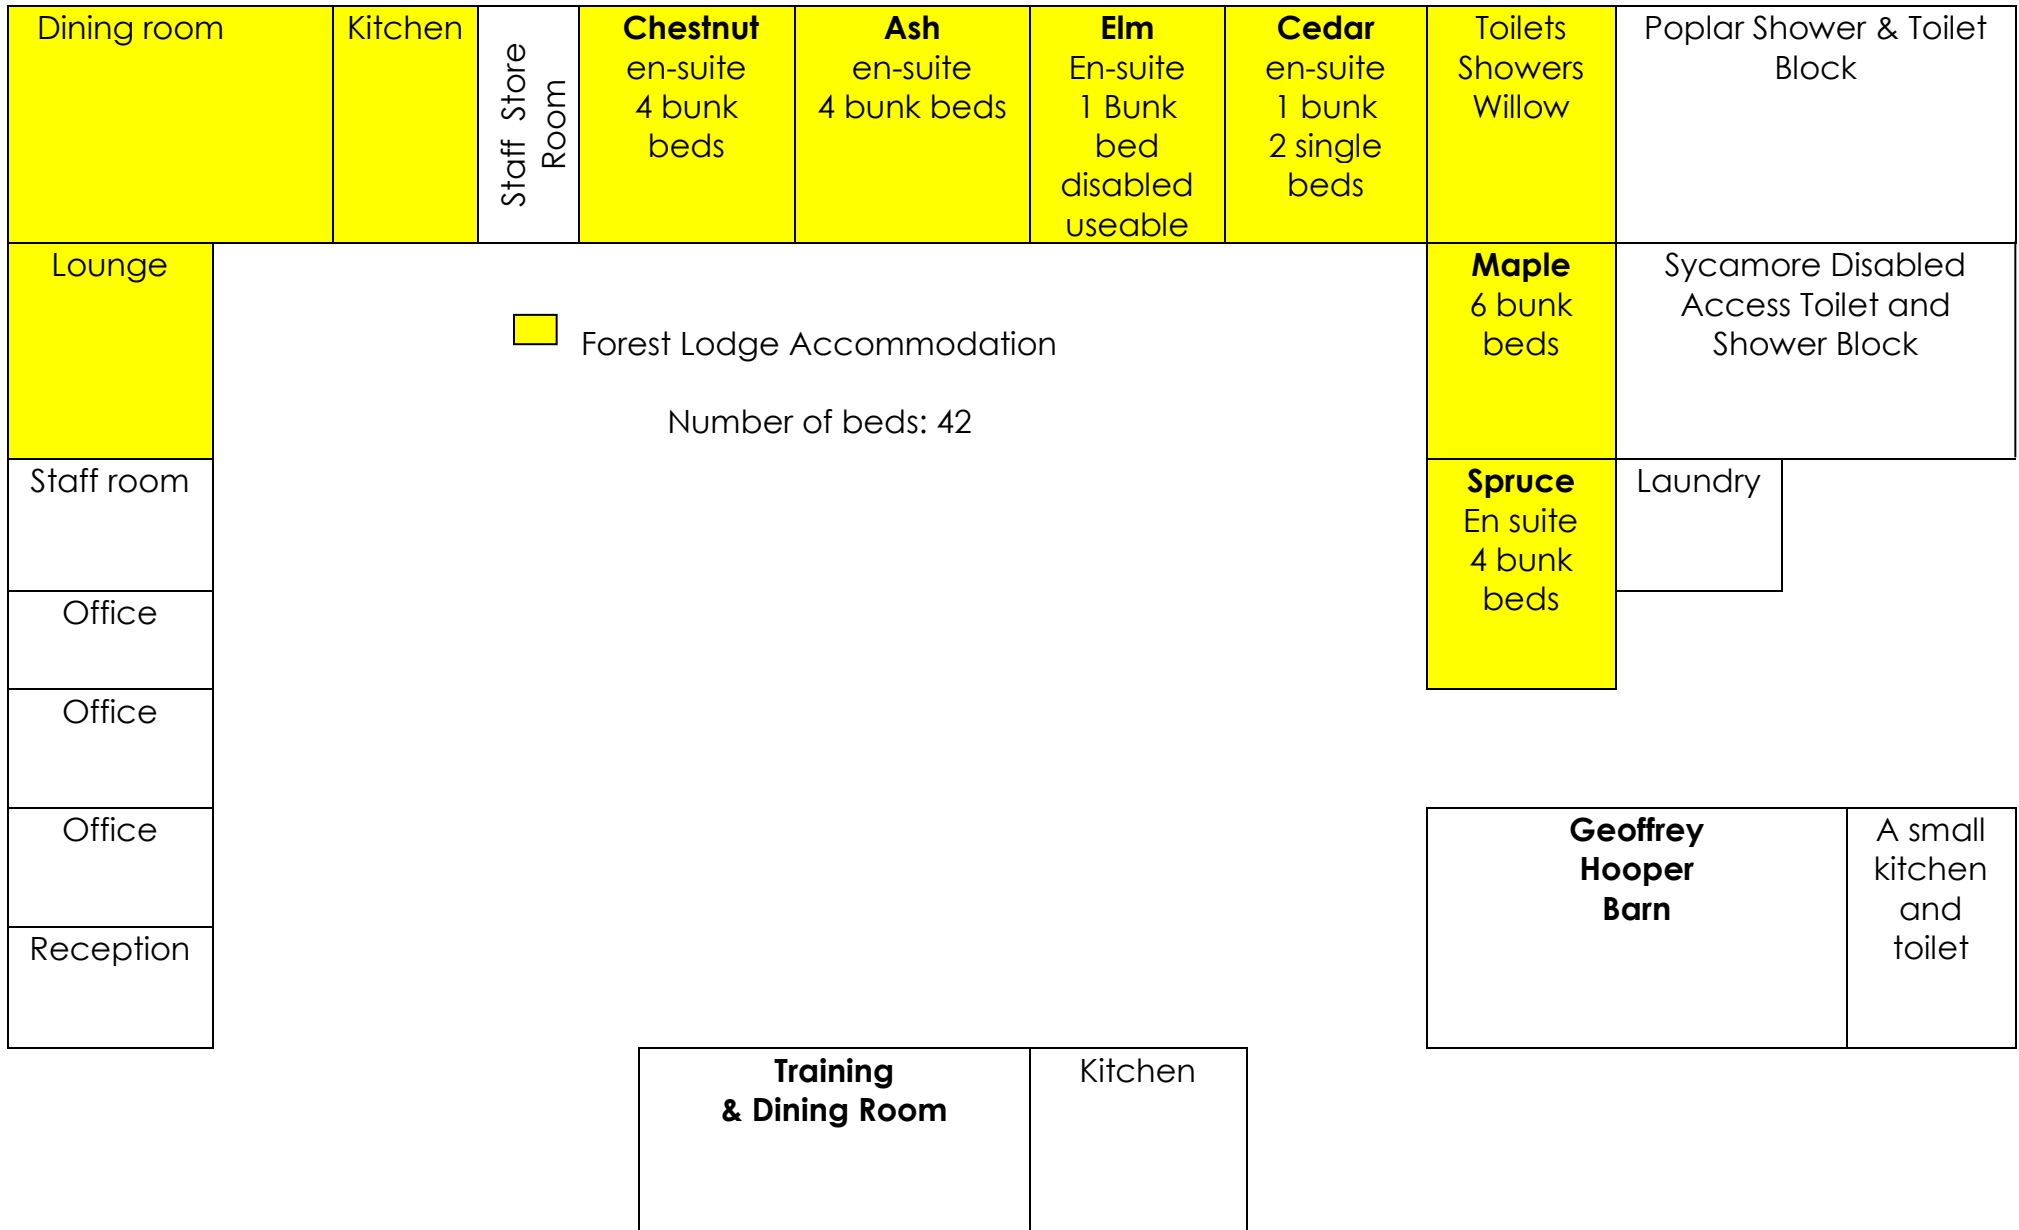 Dining room
Kitchen
Staff Store
Room
Chestnut
en-suite
4 bunk
beds
Ash
en-suite
4 bunk beds
Elm
En-suite
1 Bunk
bed
disabled
useable
Cedar
en-suite
1 bunk
2 single
beds
Toilets
Showers
Willow
Poplar Shower & Toilet
Block
Lounge
Forest Lodge Accommodation
Number of beds: 42
Maple
6 bunk
beds
Sycamore Disabled
Access Toilet and
Shower Block
Staff room
Spruce
En suite
4 bunk
beds
Laundry
Office
Office
Office
Geoffrey
Hooper
Barn
A small
kitchen
and
toilet
Reception
Training
& Dining Room
Kitchen